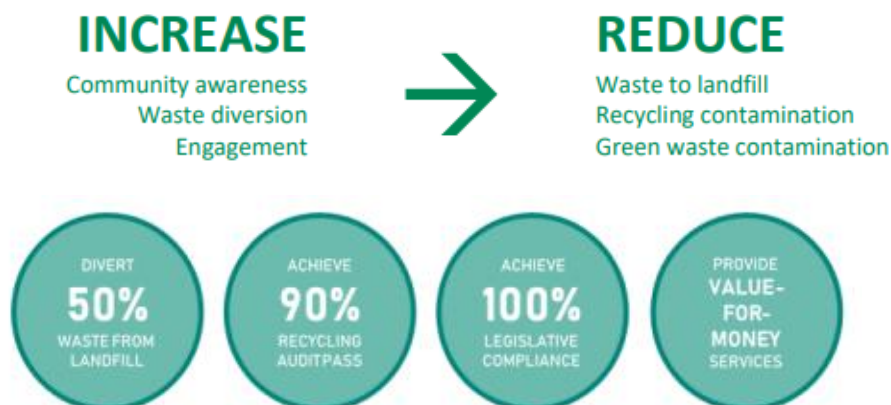 INCREASE
Community awareness
Waste diversion
Engagement
REDUCE
Waste to landfill
Recycling contamination
Green waste contamination
DIVERT
50%
WASTE FROM
LANDFILL
ACHIEVE
90%
RECYCLING
AUDITPASS
ACHIEVE
100%
LEGISLATIVE
COMPLIANCE
PROVIDE
VALUE-
FOR-
MONEY
SERVICES